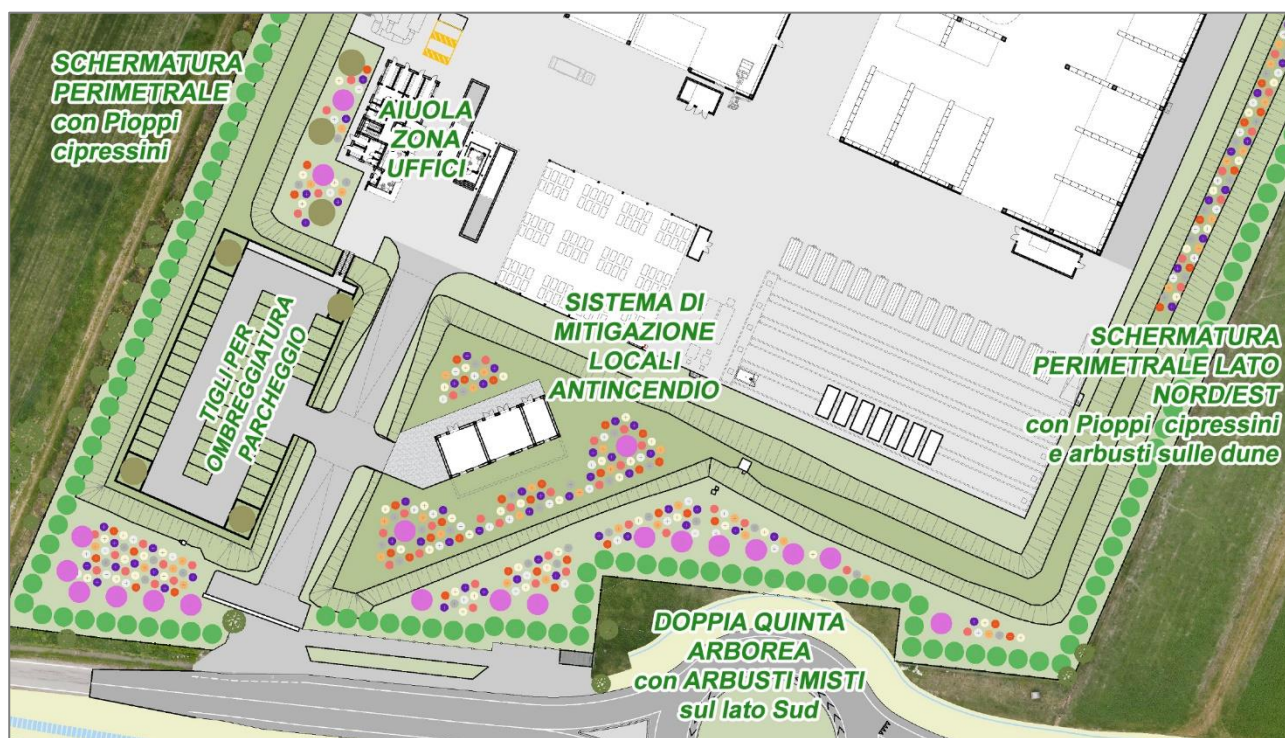 SCHERMATURA
PERIMETRALE
con Pioppi
cipressini
AIUOLA
ZONA
UFFICI
TIGLI PER
OMBREGGIATURA
PARCHEGGIO
SISTEMA DI
MITIGAZIONE
LOCALI
ANTINCENDIO
SCHERMATURA
PERIMETRALE LATO
NORD/EST
con Pioppi cipressini
e arbusti sulle dune
DOPPIA QUINTA
ARBOREA
con ARBUSTI MISTI
sul lato Sud